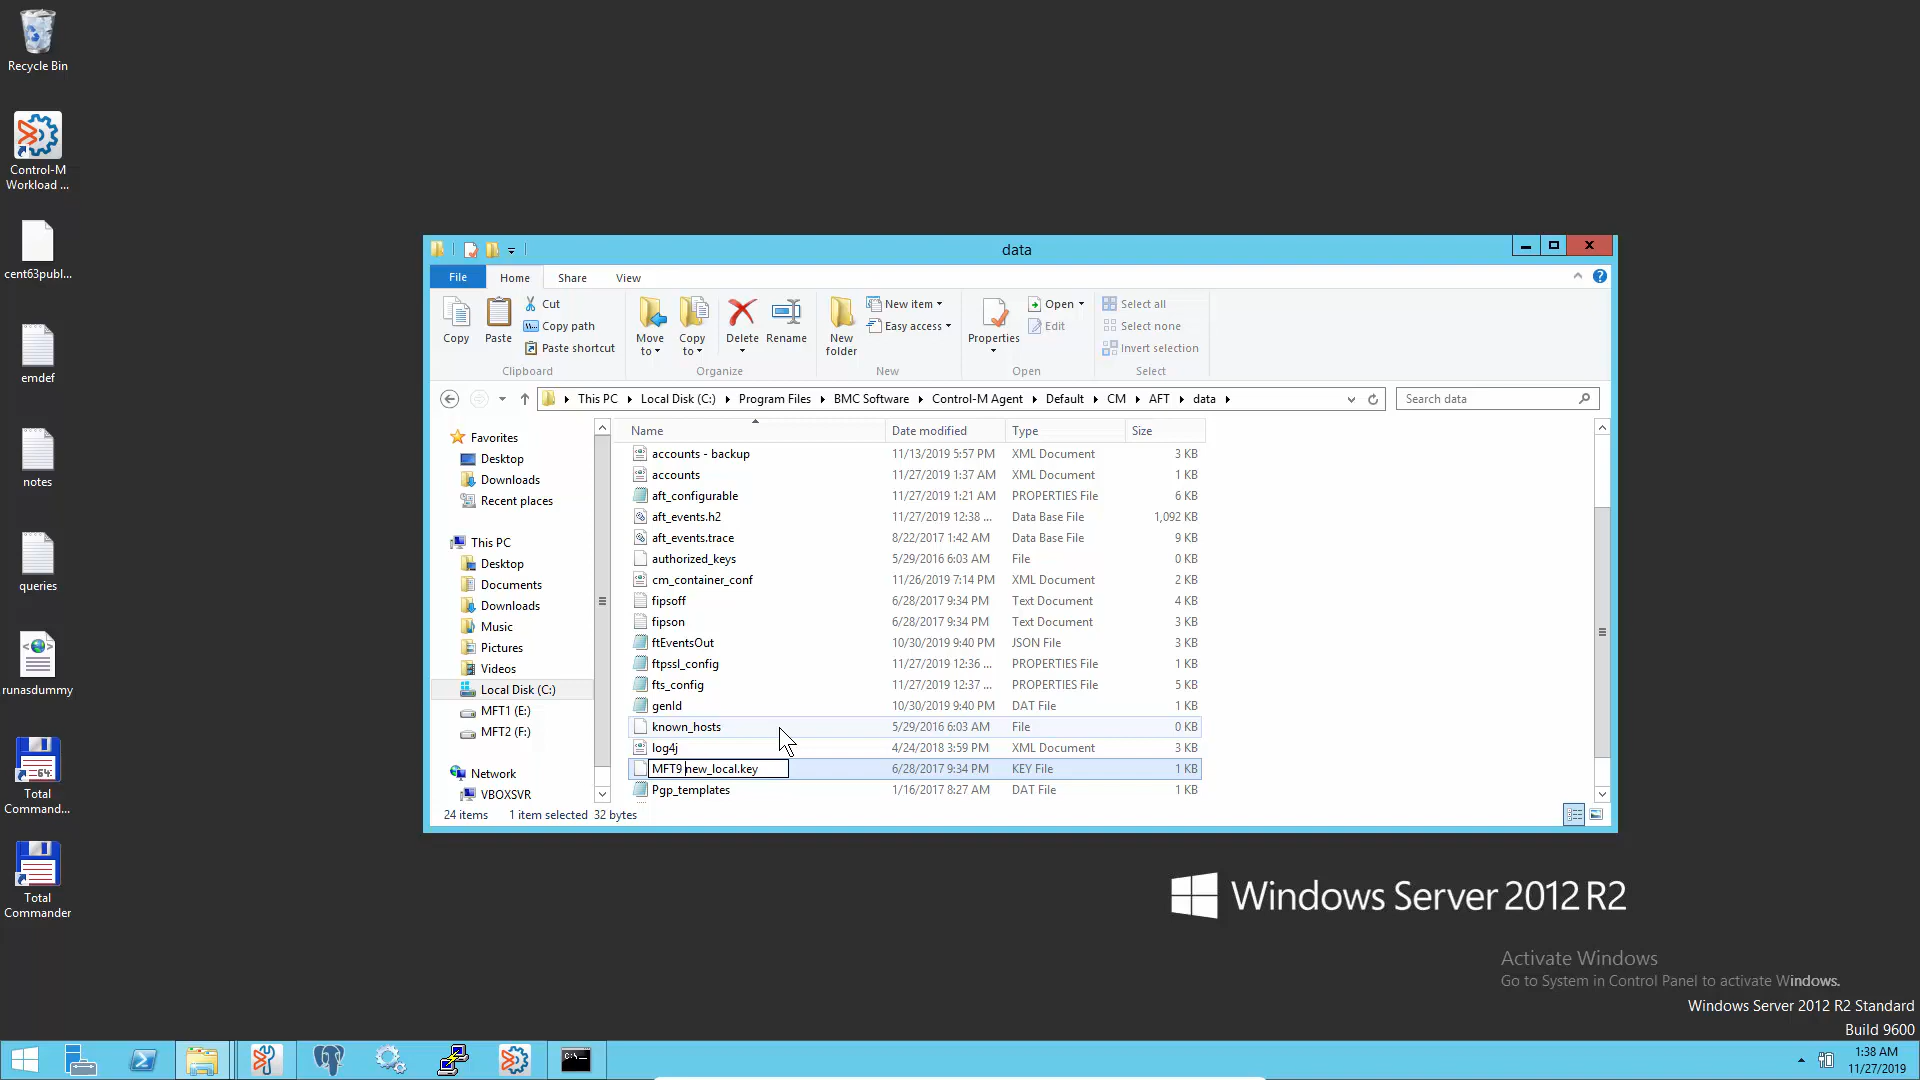 Recycle Bin
Control-M
Workload ...
cent63publ...
emdef
notes
queries
runasdummy
64:
Total
Command...
Total
Commander
data
File
Home
Share
View
Copy
Paste
Cut
Copy path
Paste shortcut
Clipboard
Move
to
Copy
to
Delete
Rename
Organize
New
folder
New item
Easy access
New
Properties
Open
Edit
Open
Select all
Select none
Invert selection
Select
This PC
Local Disk (C:)
Program Files
BMC Software
Control-M Agent
Default
CM
AFT
data
Search data
Favorites
Desktop
Downloads
Recent places
This PC
Desktop
Documents
Downloads
Music
Pictures
Videos
Local Disk (C:)
MFT1 (E:)
MFT2 (F:)
Network
VBOXSVR
Name Date modified Type Size
accounts - backup 11/13/2019 5:57 PM XML Document 3 KB
accounts 11/27/2019 1:37 AM XML Document 1 KB
aft_configurable 11/27/2019 1:21 AM PROPERTIES File 6 KB
aft_events.h2 11/27/2019 12:38 ... Data Base File 1,092 KB
aft_events.trace 8/22/2017 1:42 AM Data Base File 9 KB
authorized_keys 5/29/2016 6:03 AM File 0 KB
cm_container_conf 11/26/2019 7:14 PM XML Document 2 KB
fipsoff 6/28/2017 9:34 PM Text Document 4 KB
fipson 6/28/2017 9:34 PM Text Document 3 KB
ftEventsOut 10/30/2019 9:40 PM JSON File 3 KB
ftpssl_config 11/27/2019 12:36 ... PROPERTIES File 1 KB
fts_config 11/27/2019 12:37 ... PROPERTIES File 5 KB
genId 10/30/2019 9:40 PM DAT File 1 KB
known_hosts 5/29/2016 6:03 AM File 0 KB
log4j 4/24/2018 3:59 PM XML Document 3 KB
MFT9 new_local.key 6/28/2017 9:34 PM KEY File 1 KB
Pgp_templates 1/16/2017 8:27 AM DAT File 1 KB
24 items 1 item selected 32 bytes
Windows Server 2012 R2
Activate Windows
Go to System in Control Panel to activate Windows.
Windows Server 2012 R2 Standard
Build 9600
C:\
1:38 AM
11/27/2019